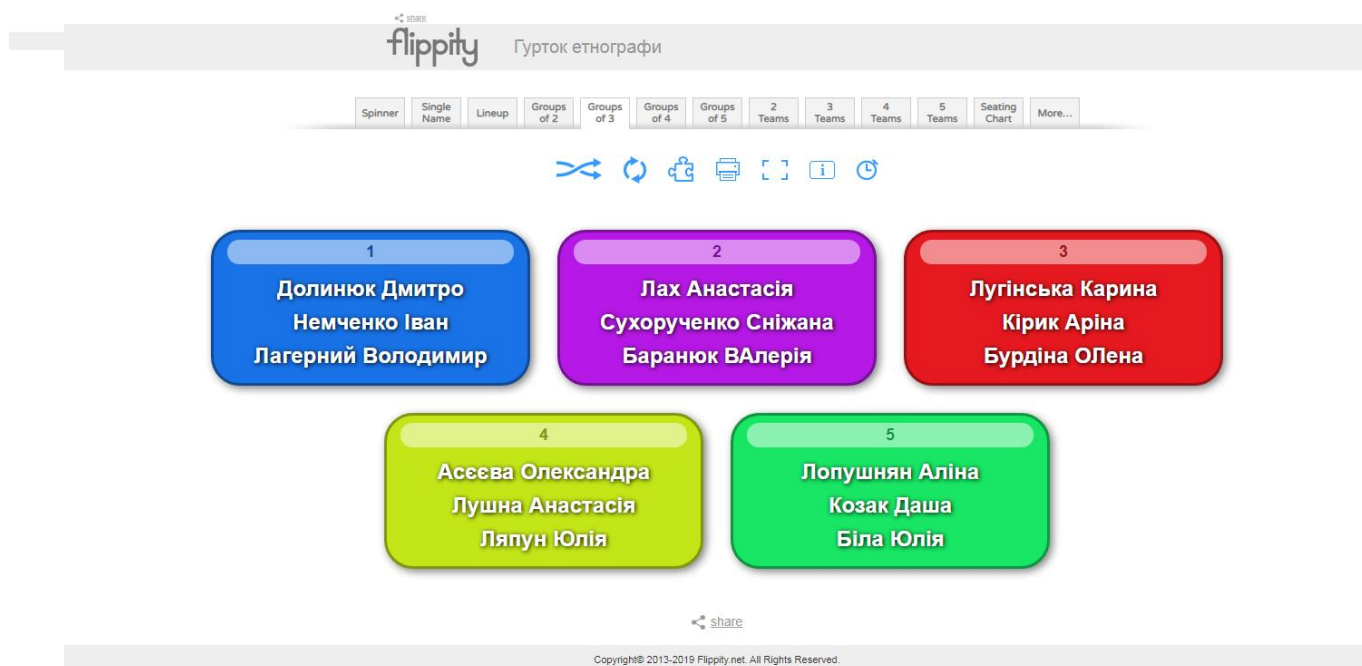 share
flippity
Гурток етнографи
Spinner
Single Name
Lineup
Groups of 2
Groups of 3
Groups of 4
Groups of 5
2 Teams
3 Teams
4 Teams
5 Teams
Seating Chart
More...
1
Долинюк Дмитро
Немченко Іван
Лагерний Володимир
2
Лах Анастасія
Сухорученко Сніжана
Баранюк ВАлерія
3
Лугінська Карина
Кірик Аріна
Бурдіна ОЛена
4
Асєєва Олександра
Лушна Анастасія
Ляпун Юлія
5
Лопушнян Аліна
Козак Даша
Біла Юлія
share
Copyright© 2013-2019 Flippity.net. All Rights Reserved.